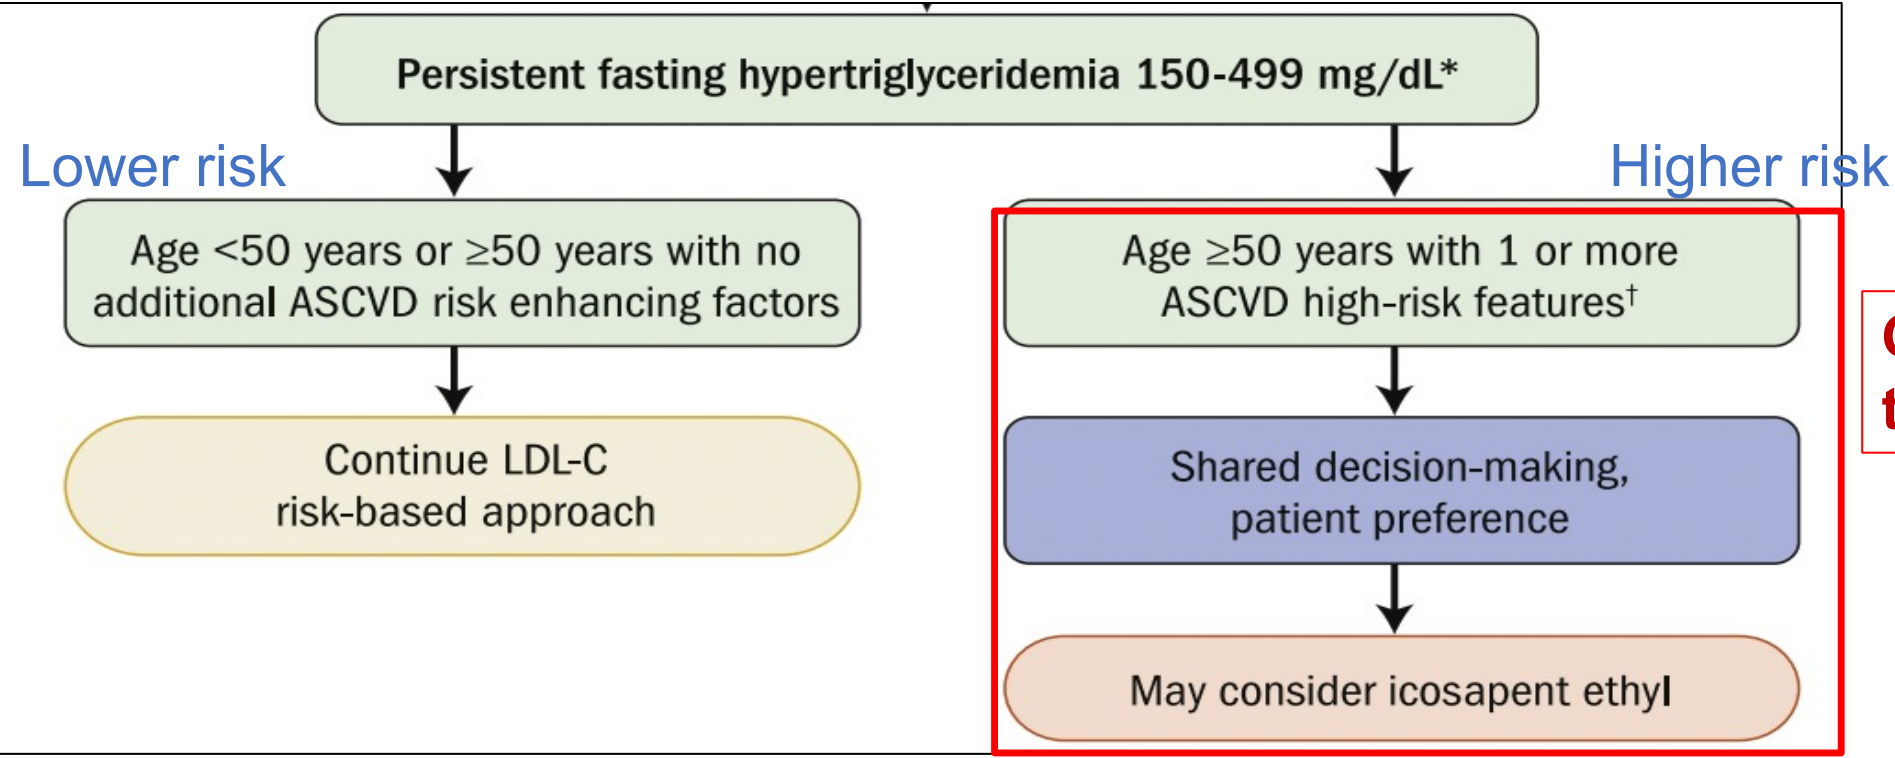 Persistent fasting hypertriglyceridemia 150-499 mg/dL*
Lower risk
Higher risk
Age <50 years or ≥50 years with no
additional ASCVD risk enhancing factors
Age ≥50 years with 1 or more
ASCVD high-risk features†
Continue LDL-C
risk-based approach
Shared decision-making,
patient preference
May consider icosapent ethyl